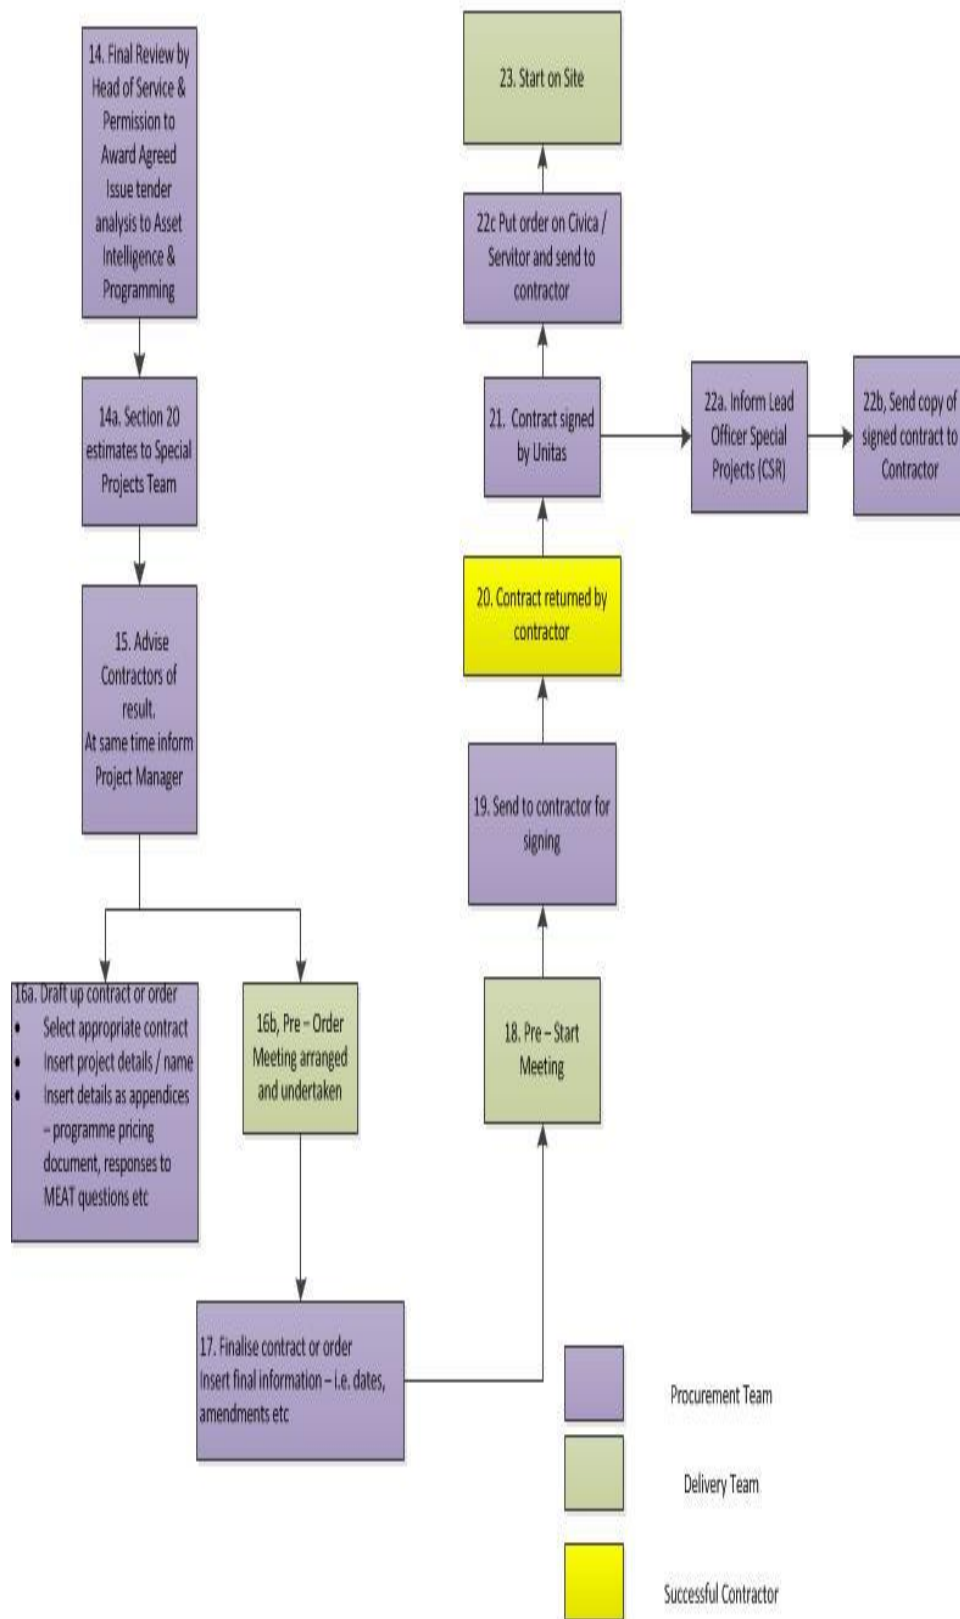 14. Final Review by
Head of Service &
Permission to
Award Agreed
Issue tender
analysis to Asset
Intelligence &
Programming
14a. Section 20
estimates to Special
Projects Team
15. Advise
Contractors of
result.
At same time inform
Project Manager
16a. Draft up contract or order
• Select appropriate contract
• Insert project details / name
• Insert details as appendices
– programme pricing
document, responses to
MEAT questions etc
16b, Pre – Order
Meeting arranged
and undertaken
17. Finalise contract or order
Insert final information – i.e. dates,
amendments etc
18. Pre – Start
Meeting
19. Send to contractor for
signing
20. Contract returned by
contractor
21. Contract signed
by Unitas
22a. Inform Lead
Officer Special
Projects (CSR)
22b, Send copy of
signed contract to
Contractor
22c Put order on Civica /
Servitor and send to
contractor
23. Start on Site
Procurement Team
Delivery Team
Successful Contractor